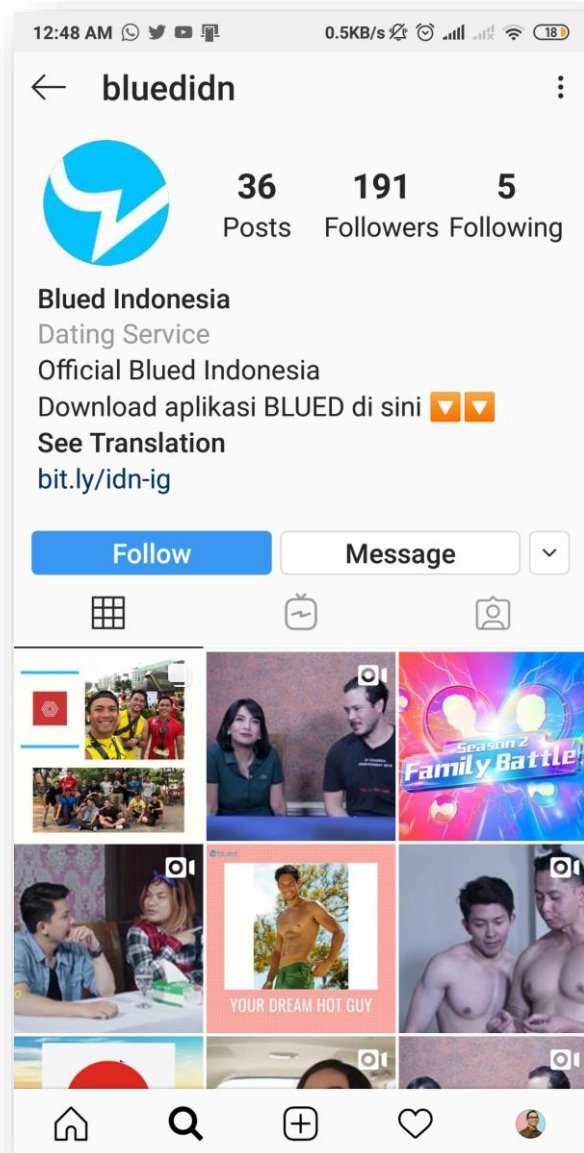 12:48 AM 0.5KB/s 18
bluedidn
36 191 5
Posts Followers Following
Blued Indonesia
Dating Service
Official Blued Indonesia
Download aplikasi BLUED di sini
See Translation
bit.ly/idn-ig
Follow Message
Season 2
Family Battle
Blued
YOUR DREAM HOT GUY